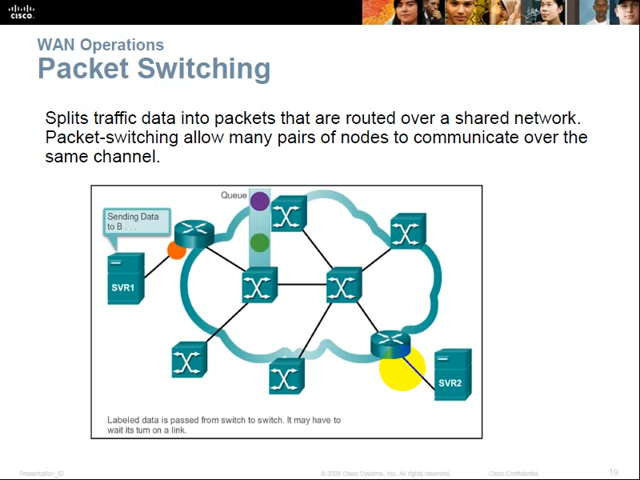 CISCO
WAN Operations
Packet Switching
Splits traffic data into packets that are routed over a shared network.
Packet-switching allow many pairs of nodes to communicate over the
same channel.
Queue
Sending Data
to B . . .
SVR1
SVR2
Labeled data is passed from switch to switch. It may have to
wait its turn on a link.
Presentation_ID
© 2008 Cisco Systems, Inc. All rights reserved.
Cisco Confidential
19